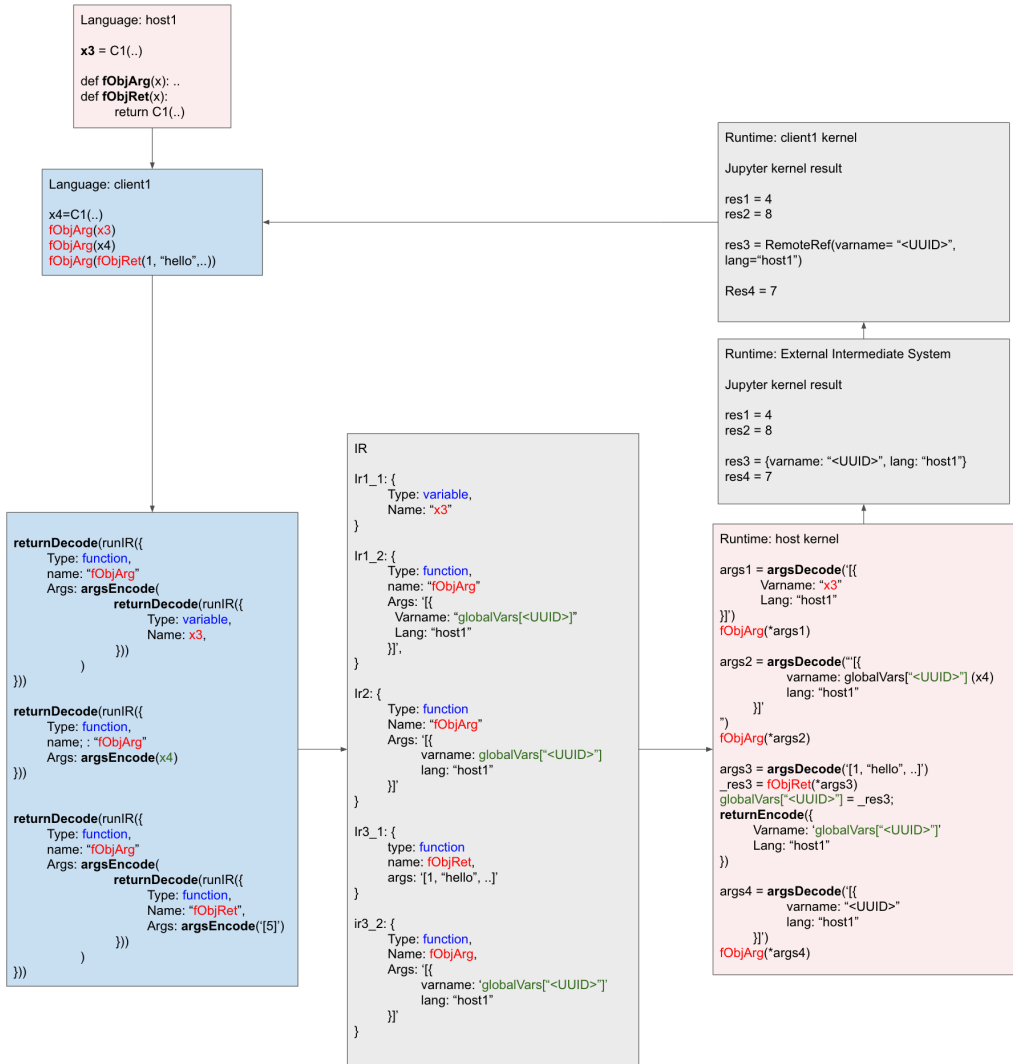 Language: host1
x3 = C1(..)
def fObjArg(x): ..
def fObjRet(x):
return C1(..)
Language: client1
x4=C1(..)
fObjArg(x3)
fObjArg(x4)
fObjArg(fObjRet(1, “hello”,..))
returnDecode(runIR({
Type: function,
name: “fObjArg”
Args: argsEncode(
returnDecode(runIR({
Type: variable,
Name: x3,
}))
)
}))
returnDecode(runIR({
Type: function,
name; : “fObjArg”
Args: argsEncode(x4)
}))
returnDecode(runIR({
Type: function,
name: “fObjArg”
Args: argsEncode(
returnDecode(runIR({
Type: function,
Name: “fObjRet”,
Args: argsEncode(‘[5]’)
}))
)
}))
IR
Ir1_1: {
Type: variable,
Name: “x3”
}
Ir1_2: {
Type: function,
name: “fObjArg”
Args: ‘[{
Varname: “globalVars[<UUID>]”
Lang: “host1”
}]’,
}
Ir2: {
Type: function
Name: “fObjArg”
Args: ‘[{
varname: globalVars[“<UUID>”]
lang: “host1”
}]’
}
Ir3_1: {
type: function
name: fObjRet,
args: ‘[1, “hello”, ..]’
}
ir3_2: {
Type: function,
Name: fObjArg,
Args: ‘[{
varname: ‘globalVars[“<UUID>”]’
lang: “host1”
}]’
}
Runtime: host kernel
args1 = argsDecode(‘[{
Varname: “x3”
Lang: “host1”
}]’)
fObjArg(*args1)
args2 = argsDecode(“‘[{
varname: globalVars[“<UUID>”] (x4)
lang: “host1”
}]’
”)
fObjArg(*args2)
args3 = argsDecode(‘[1, “hello”, ..]’)
_res3 = fObjRet(*args3)
globalVars[“<UUID>”] = _res3;
returnEncode({
Varname: ‘globalVars[“<UUID>”]’
Lang: “host1”
})
args4 = argsDecode(‘[{
varname: “<UUID>”
lang: “host1”
}]’)
fObjArg(*args4)
Runtime: External Intermediate System
Jupyter kernel result
res1 = 4
res2 = 8
res3 = {varname: “<UUID>”, lang: “host1”}
res4 = 7
Runtime: client1 kernel
Jupyter kernel result
res1 = 4
res2 = 8
res3 = RemoteRef(varname= “<UUID>”,
lang=“host1”)
Res4 = 7